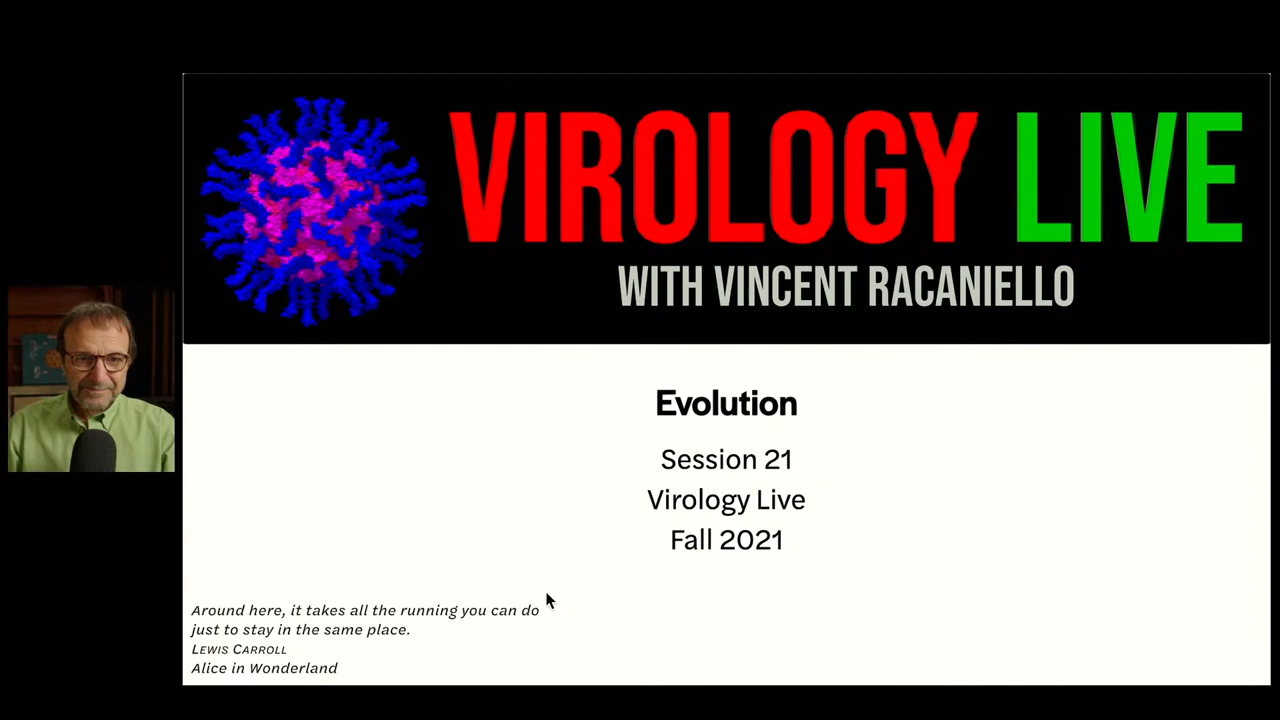 VIROLOGY LIVE
WITH VINCENT RACANIELLO
Evolution
Session 21
Virology Live
Fall 2021
Around here, it takes all the running you can do
just to stay in the same place.
LEWIS CARROLL
Alice in Wonderland